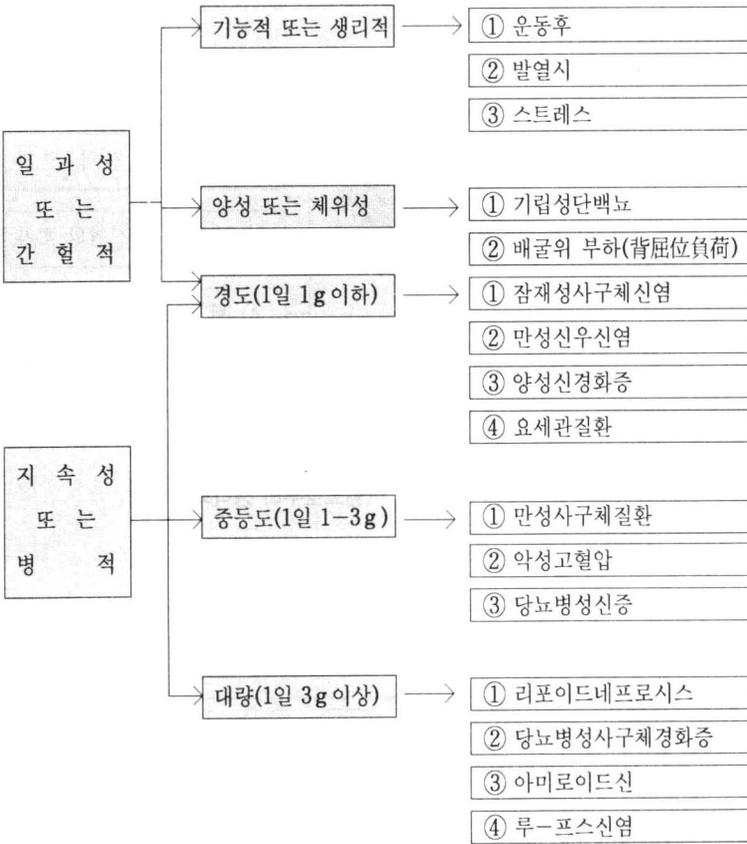 기능적 또는 생리적
① 운동후
② 발열시
③ 스트레스
일 과 성
또 는
간 헐 적
양성 또는 체위성
① 기립성단백뇨
② 배굴위 부하(背屈位負荷)
경도(1일 1g이하)
① 잠재성사구체신염
② 만성신우신염
③ 양성신경화증
④ 요세관질환
지 속 성
또 는
병 적
중등도(1일 1-3g)
① 만성사구체질환
② 악성고혈압
③ 당뇨병성신증
대량(1일 3g이상)
① 리포이드네프로시스
② 당뇨병성사구체경화증
③ 아미로이드신
④ 루-프스신염